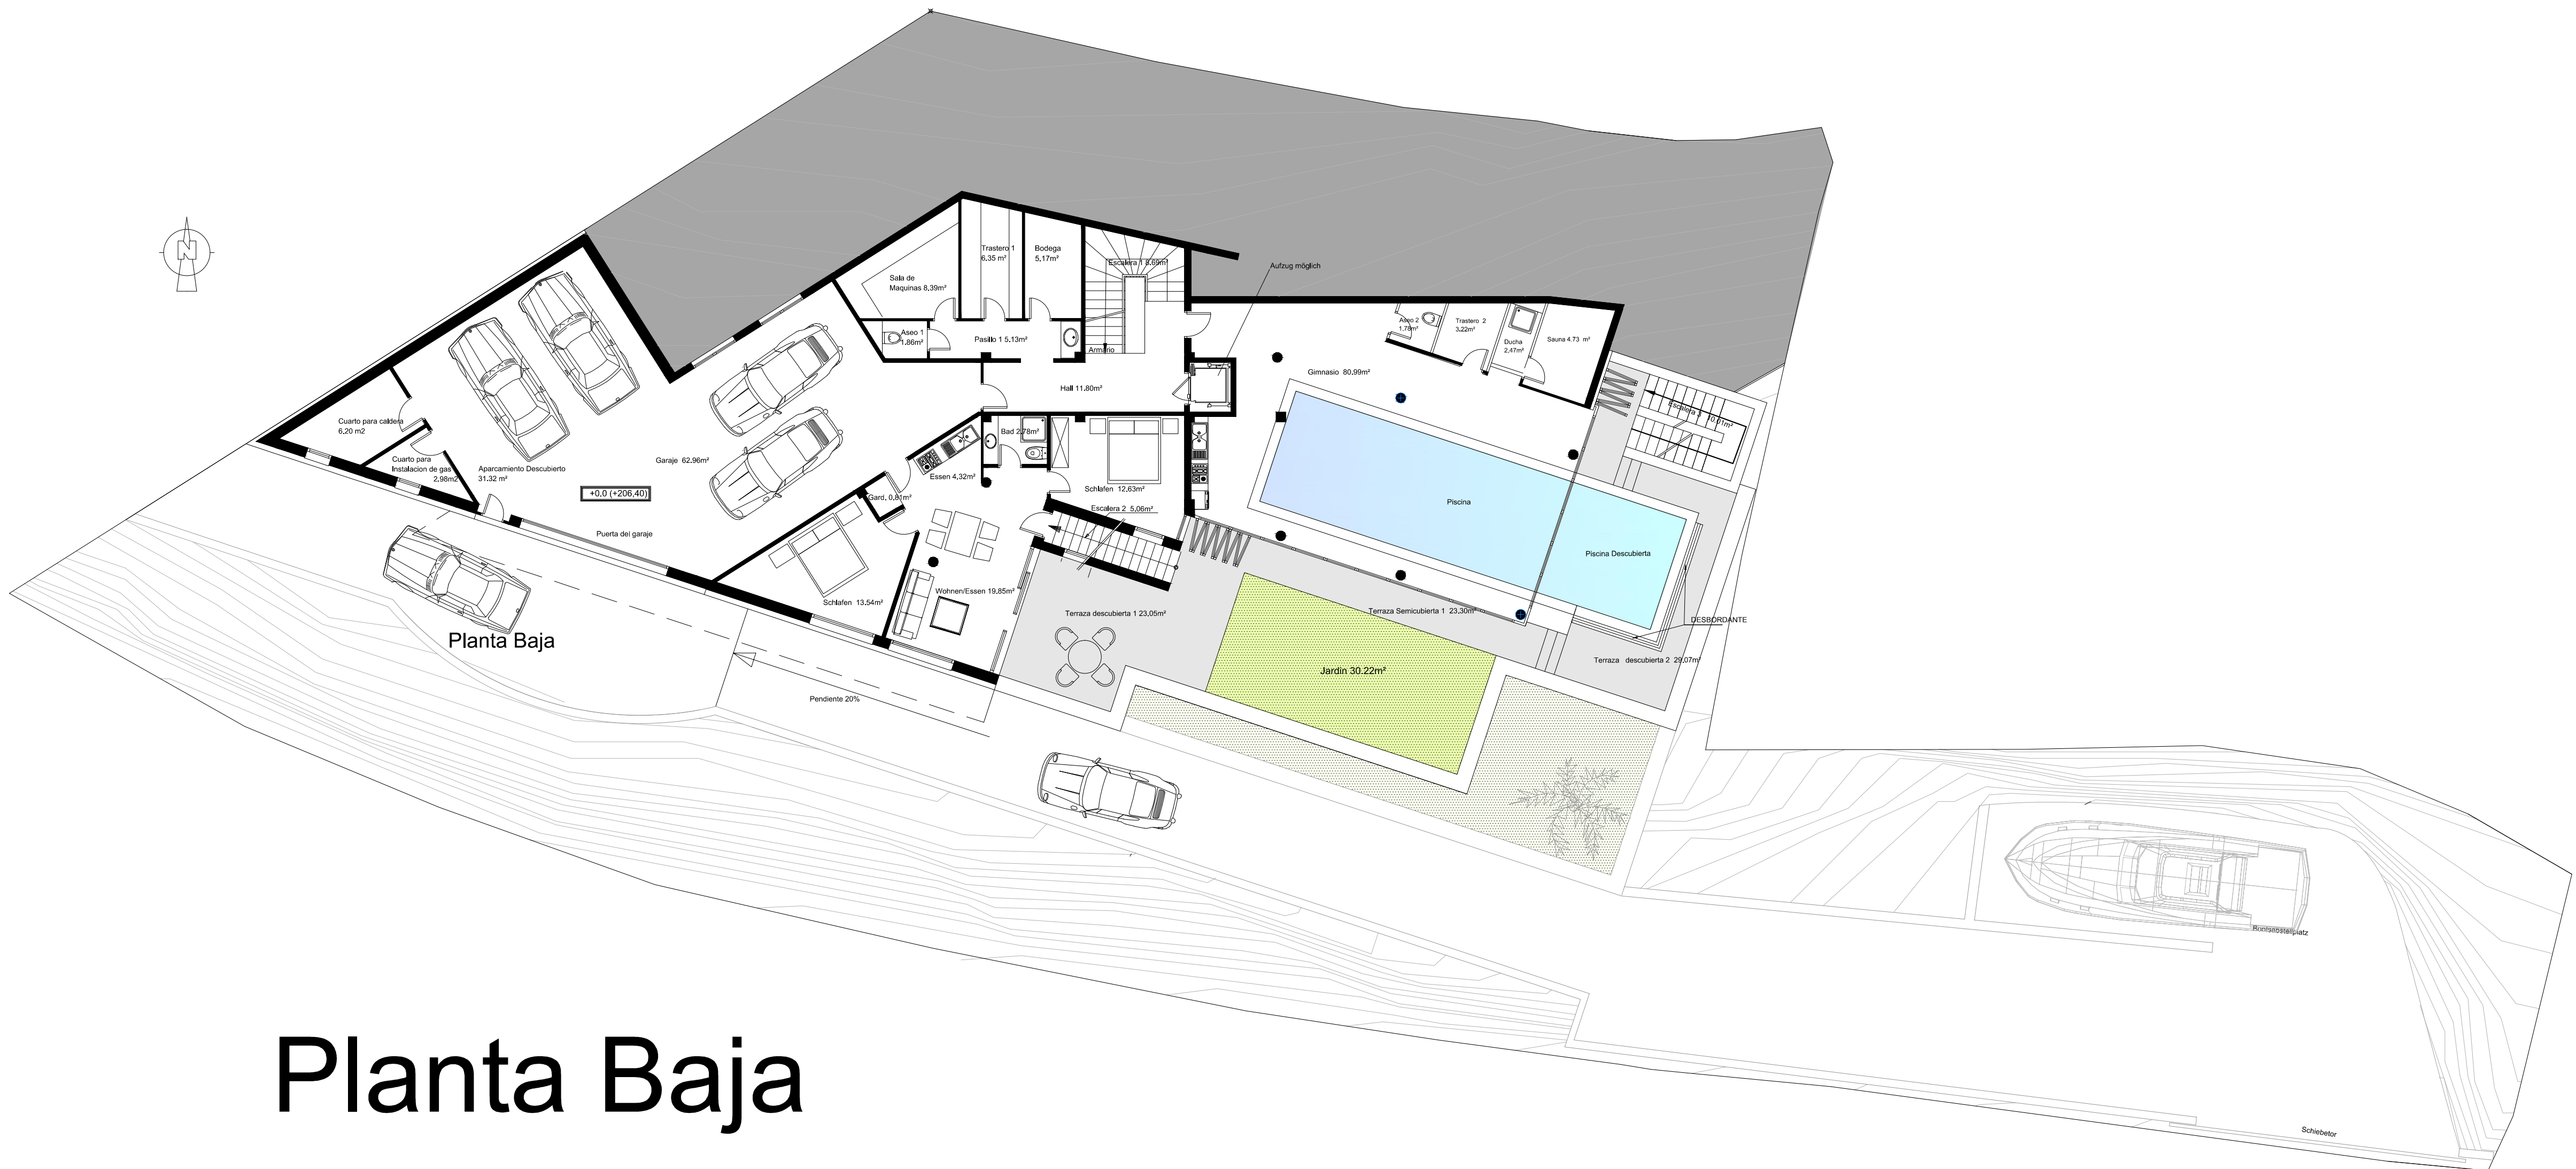 N
Aufzug möglich
Trastero 1
6,35 m²
Bodega
5,17m²
Escalera 1 8.69m²
Sala de
Maquinas 8,39m²
Aseo 1
1.86m²
Pasillo 1 5.13m²
Armario
Hall 11.80m²
Aseo 2
1.78m²
Trastero 2
3.22m²
Ducha
2,47m²
Sauna 4.73 m²
Gimnasio 80,99m²
Cuarto para caldera
6,20 m2
Cuarto para
Instalacion de gas
2,98m2
Aparcamiento Descubierto
31.32 m²
Garaje 62.96m²
+0,0 (+206,40)
Puerta del garaje
Bad 2,78m²
Essen 4,32m²
Gard, 0,81m²
Schlafen 12,63m²
Escalera 2 5,06m²
Schlafen 13.54m²
Wohnen/Essen 19.85m²
Piscina
Piscina Descubierta
DESBORDANTE
Terraza descubierta 1 23,05m²
Terraza Semicubierta 1 23,30m²
Terraza descubierta 2 29,07m²
Jardín 30.22m²
Planta Baja
Pendiente 20%
Bootsabstellplatz
Schiebetor
Planta Baja